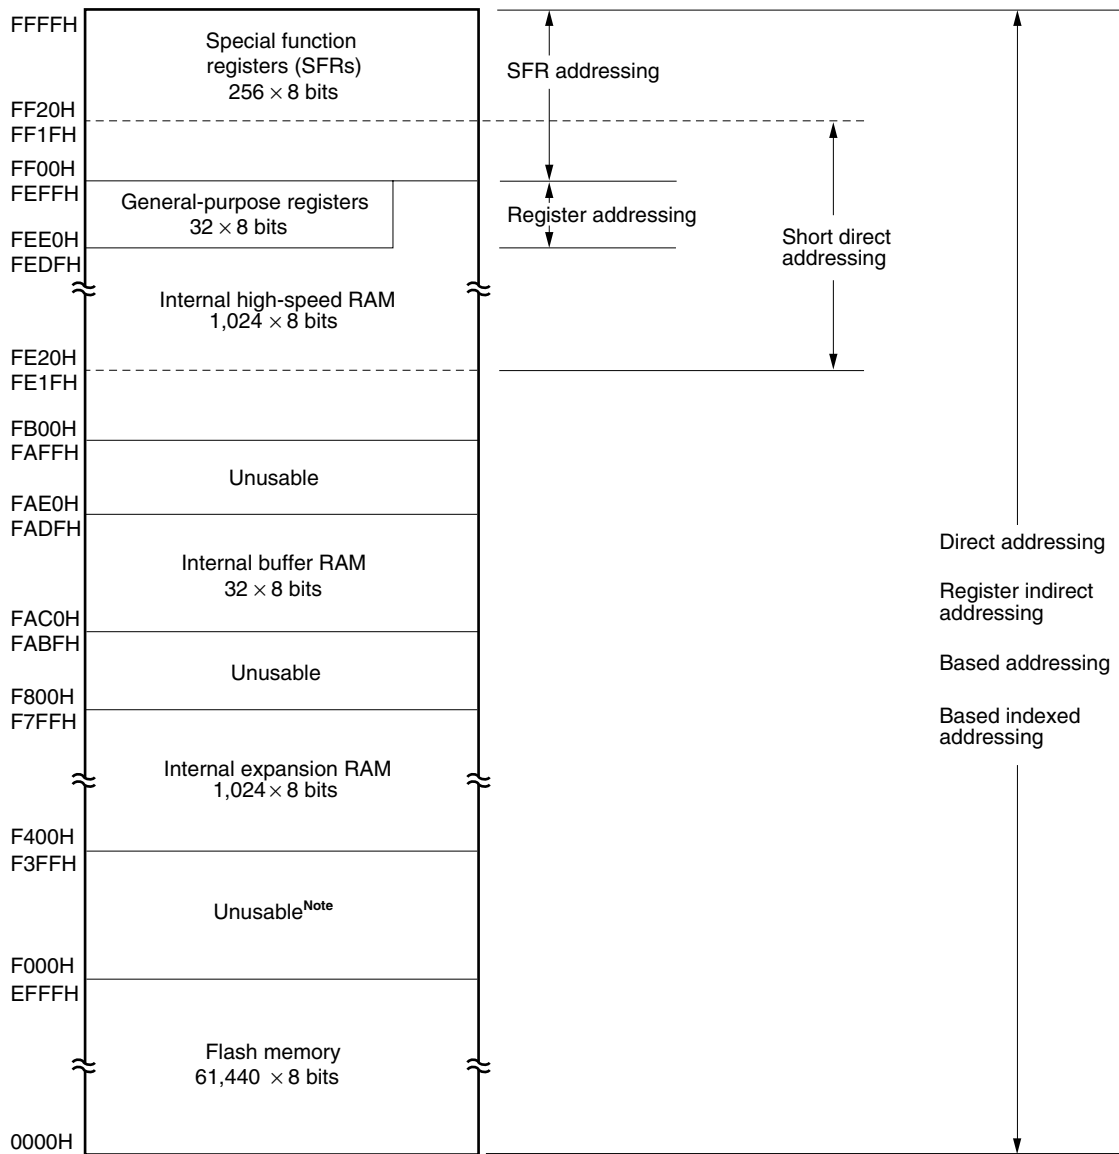 FFFFH
Special function
registers (SFRs)
256 × 8 bits
SFR addressing
FF20H
FF1FH
FF00H
FEFFH
General-purpose registers
32 × 8 bits
Register addressing
FEE0H
FEDFH
Short direct
addressing
Internal high-speed RAM
1,024 × 8 bits
FE20H
FE1FH
FB00H
FAFFH
Unusable
FAE0H
FADFH
Internal buffer RAM
32 × 8 bits
Direct addressing
Register indirect
addressing
FAC0H
FABFH
Unusable
Based addressing
F800H
F7FFH
Based indexed
addressing
Internal expansion RAM
1,024 × 8 bits
F400H
F3FFH
Unusable Note
F000H
EFFFH
Flash memory
61,440 × 8 bits
0000H